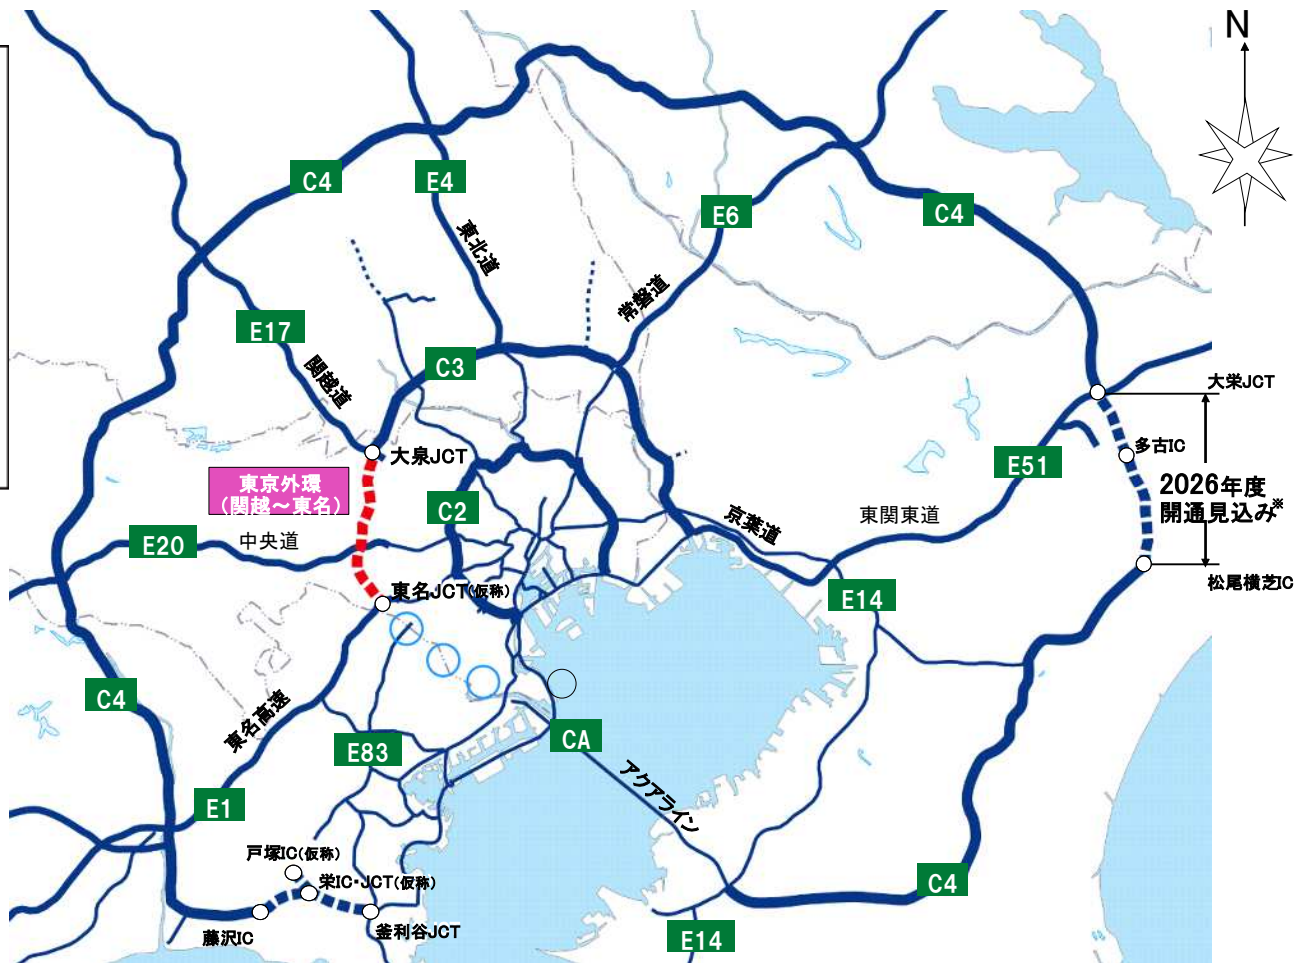 N
C4
E4
東北道
E6
C4
常磐道
E17
関越道
C3
大栄JCT
大泉JCT
多古IC
東京外環
(関越~東名)
E51
2026年度
開通見込み※
C2
京葉道
東関東道
E20
中央道
松尾横芝IC
東名JCT(仮称)
E14
C4
東名高速
E83
CA
アクアライン
E1
戸塚IC(仮称)
栄IC・JCT(仮称)
C4
藤沢IC
釜利谷JCT
E14